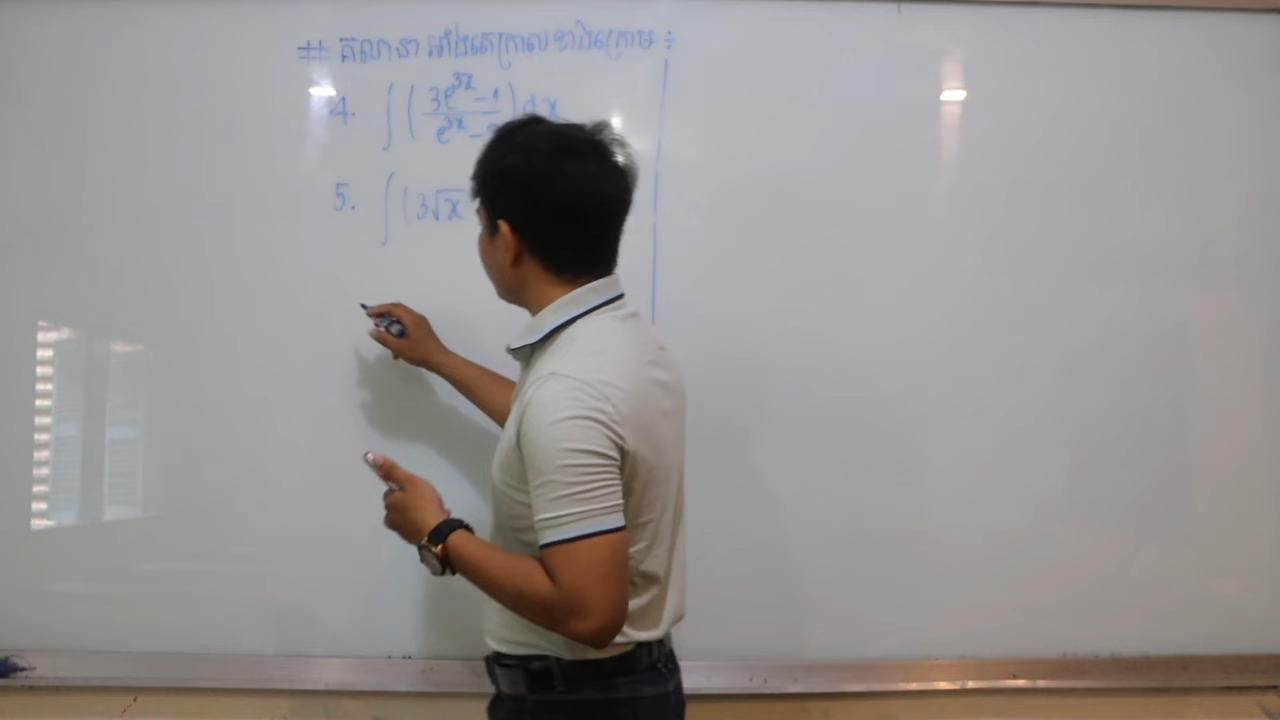 # គណនាអាំងតេក្រាលខាងក្រោម ÷
4. ∫ ( (3e^{3x} - 1) / (e^{3x} -
5. ∫ (3√x